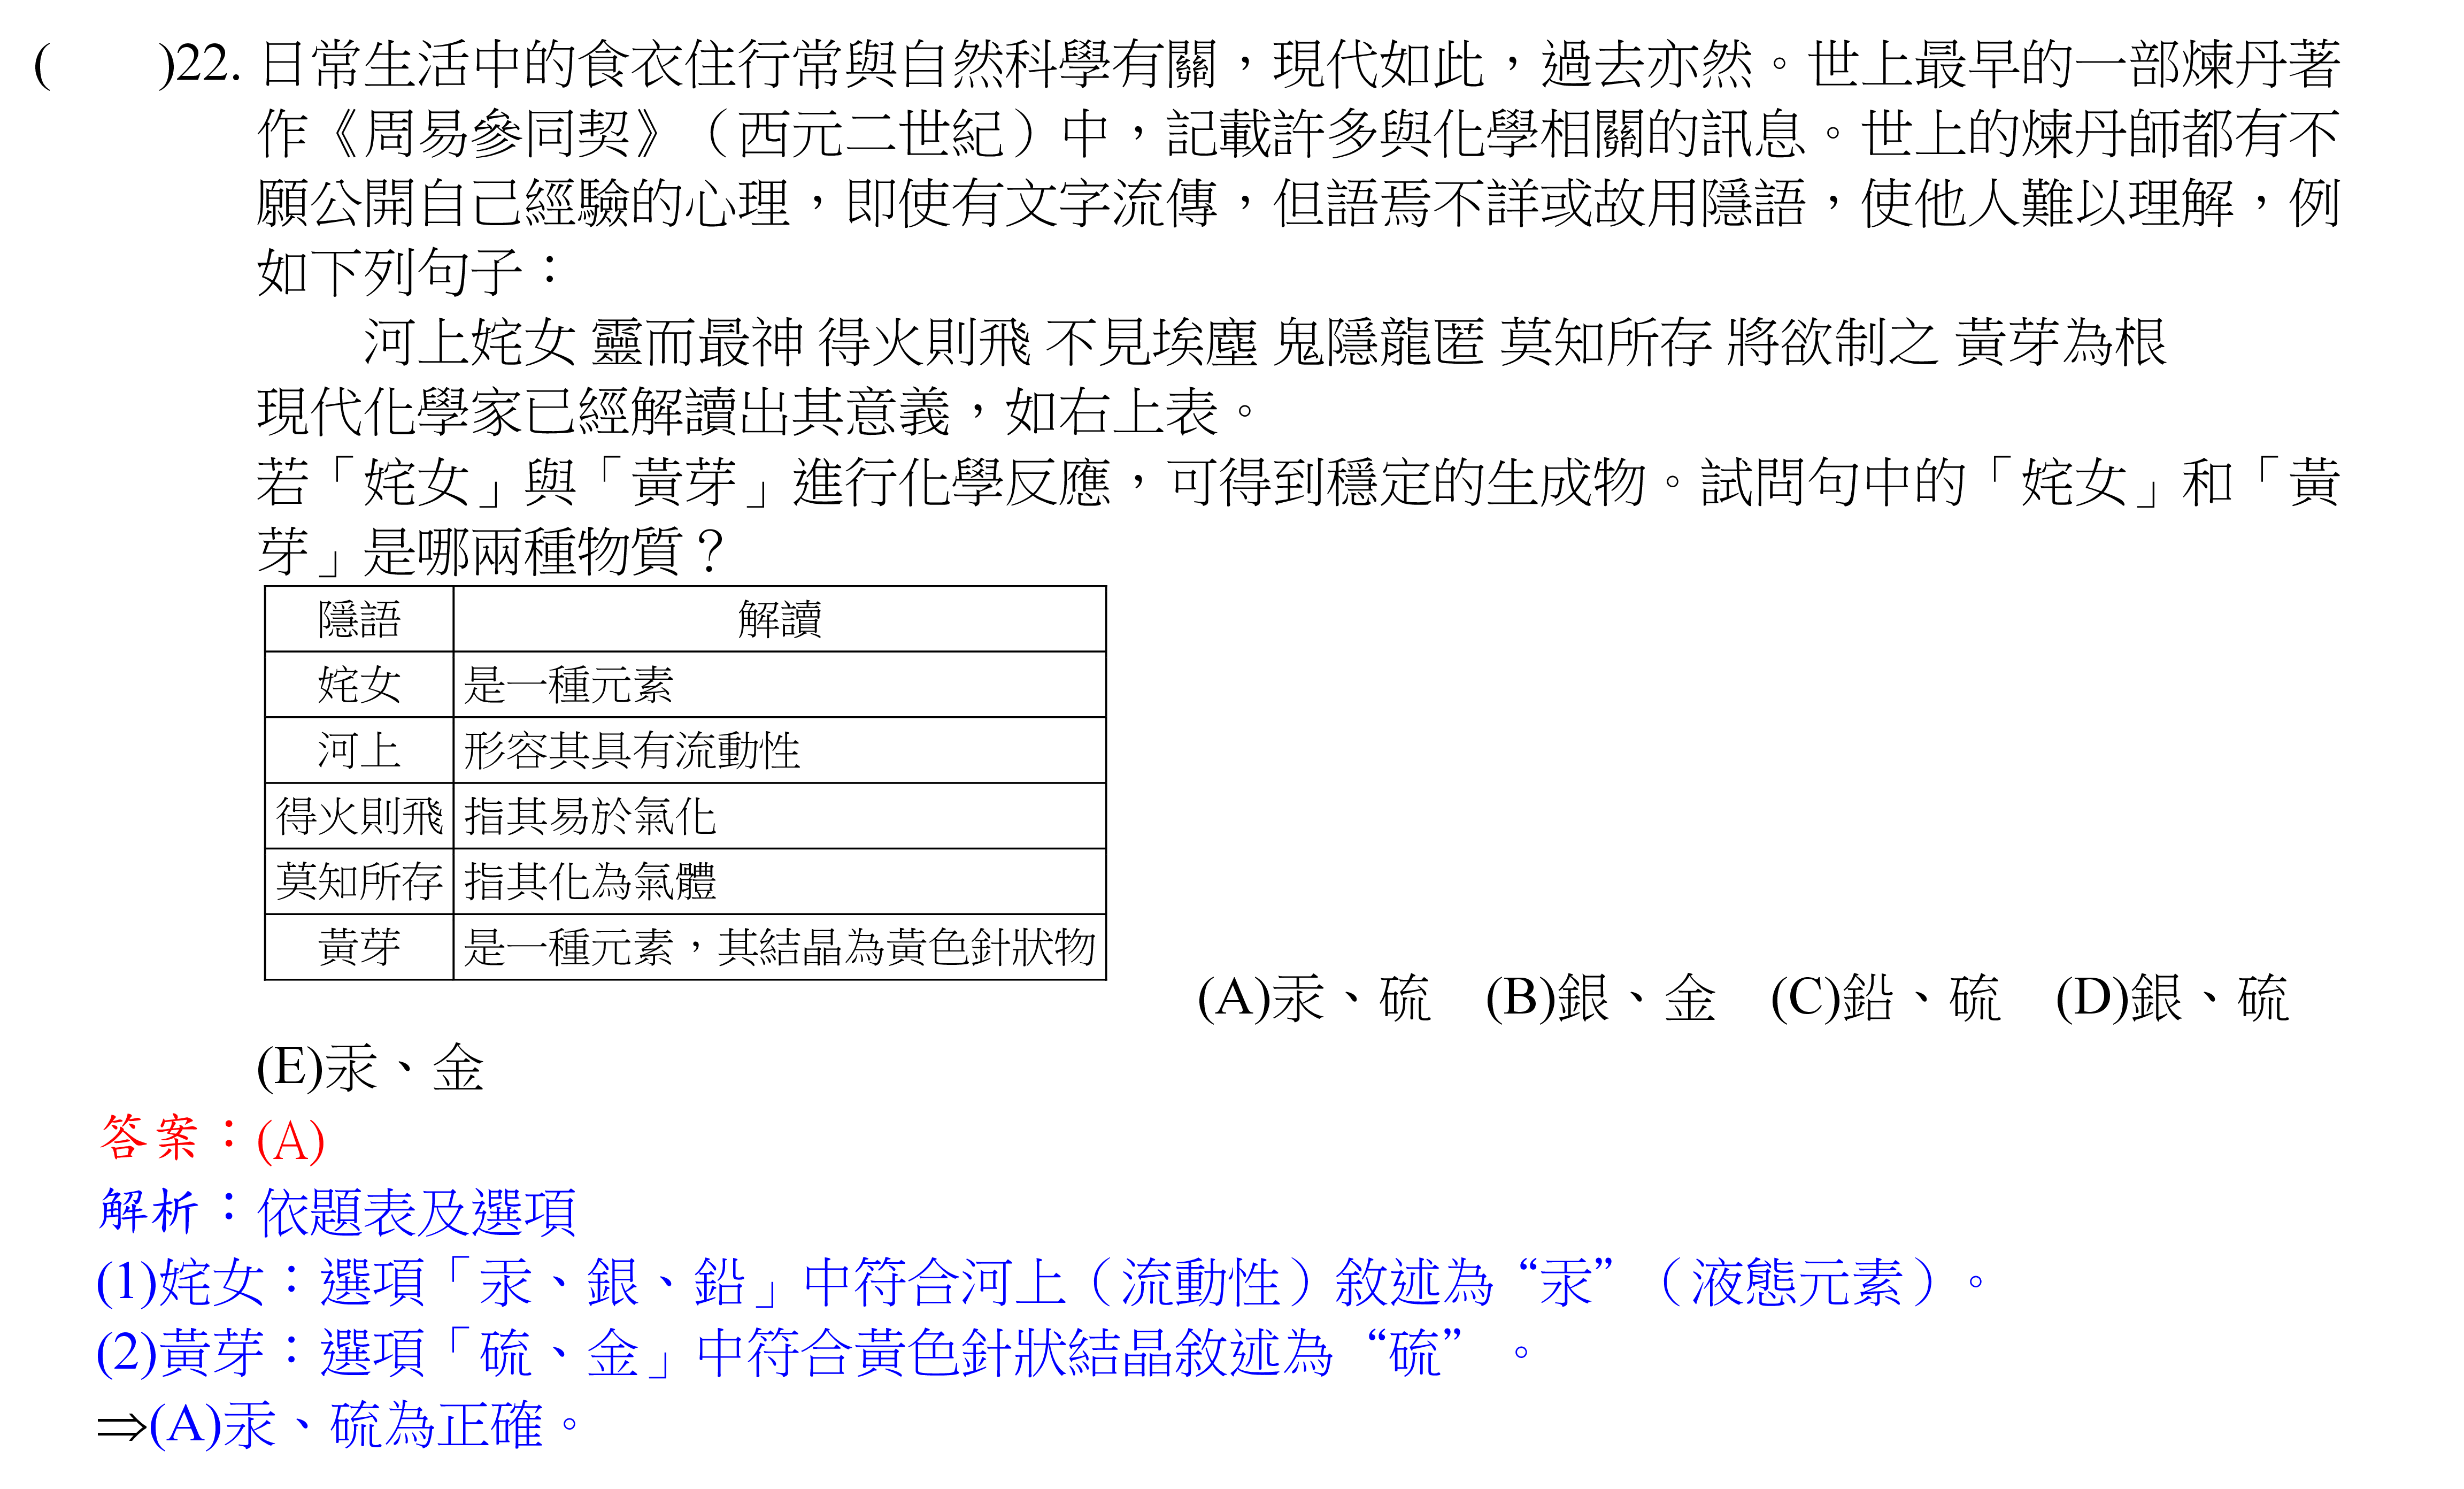 (　　)22. 日常生活中的食衣住行常與自然科學有關，現代如此，過去亦然。世上最早的一部煉丹著
作《周易參同契》（西元二世紀）中，記載許多與化學相關的訊息。世上的煉丹師都有不
願公開自己經驗的心理，即使有文字流傳，但語焉不詳或故用隱語，使他人難以理解，例
如下列句子：
河上姹女 靈而最神 得火則飛 不見埃塵 鬼隱龍匿 莫知所存 將欲制之 黃芽為根
現代化學家已經解讀出其意義，如右上表。
若「姹女」與「黃芽」進行化學反應，可得到穩定的生成物。試問句中的「姹女」和「黃
芽」是哪兩種物質？
隱語 解讀
姹女 是一種元素
河上 形容其具有流動性
得火則飛 指其易於氣化
莫知所存 指其化為氣體
黃芽 是一種元素，其結晶為黃色針狀物
(A)汞、硫　(B)銀、金　(C)鉛、硫　(D)銀、硫
(E)汞、金
答案：(A)
解析：依題表及選項
(1)姹女：選項「汞、銀、鉛」中符合河上（流動性）敘述為“汞”（液態元素）。
(2)黃芽：選項「硫、金」中符合黃色針狀結晶敘述為“硫”。
⇒(A)汞、硫為正確。